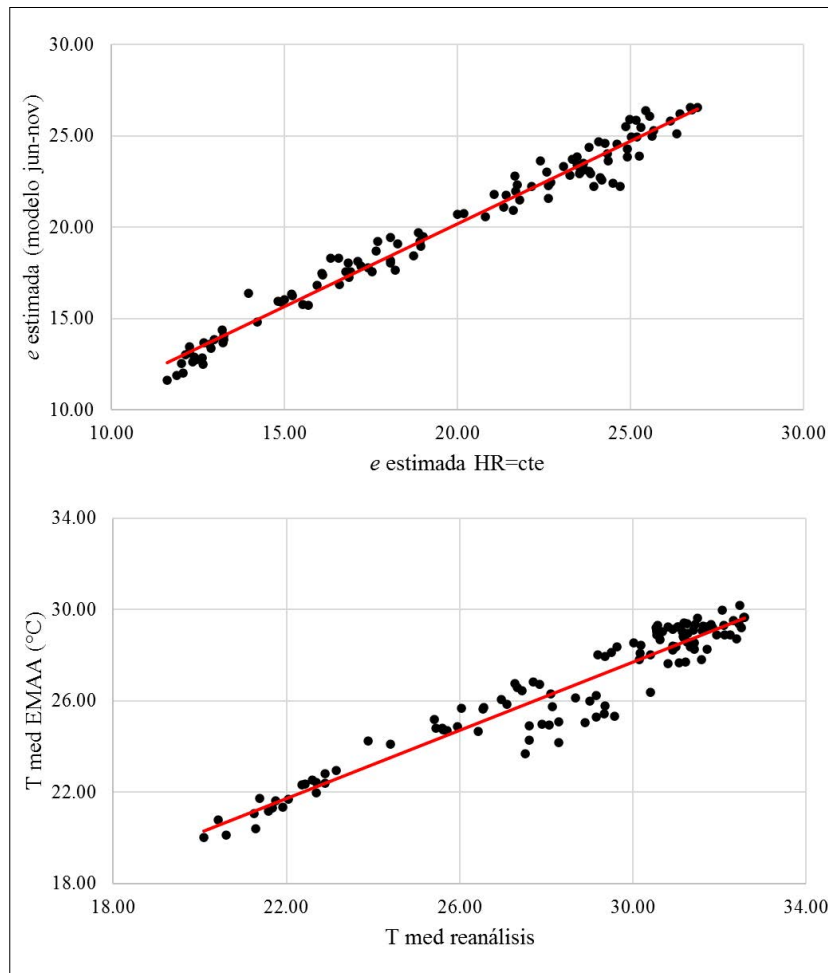 30.00
25.00
20.00
15.00
10.00
e estimada (modelo jun-nov)
10.00 15.00 20.00 25.00 30.00
e estimada HR=cte
34.00
30.00
26.00
22.00
18.00
T med EMAA (°C)
18.00 22.00 26.00 30.00 34.00
T med reanálisis